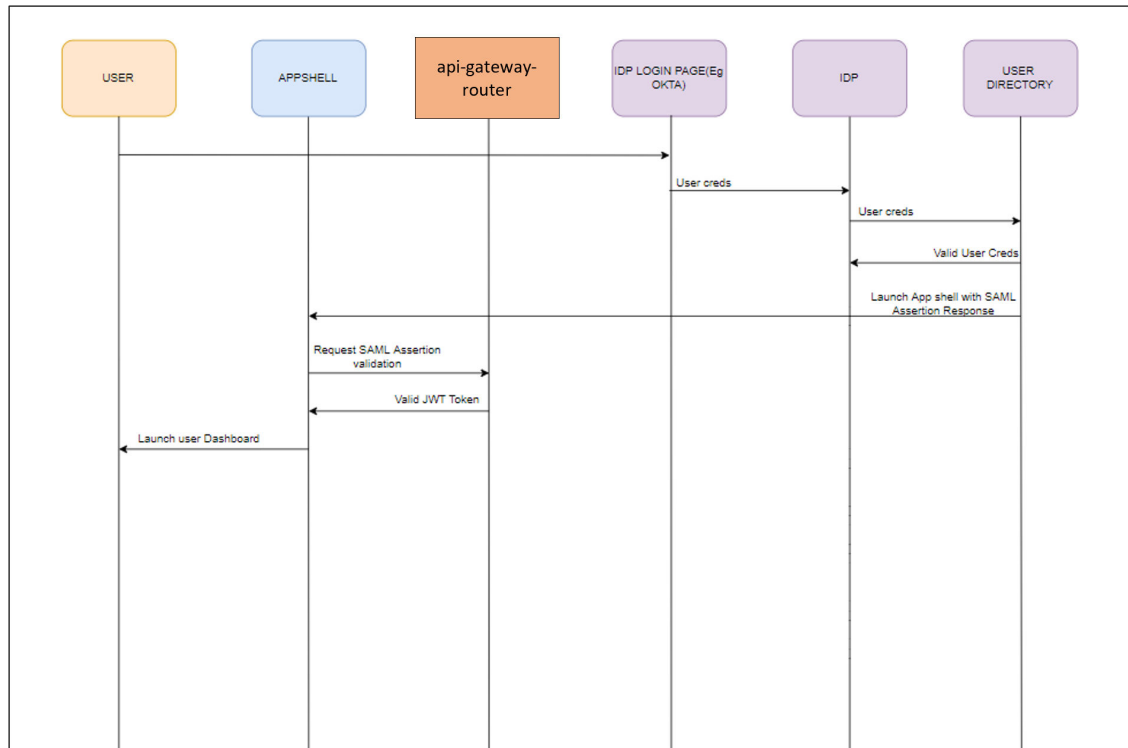 USER
APPSHELL
api-gateway-
router
IDP LOGIN PAGE(Eg
OKTA)
IDP
USER
DIRECTORY
User creds
User creds
Valid User Creds
Launch App shell with SAML
Assertion Response
Request SAML Assertion
validation
Valid JWT Token
Launch user Dashboard